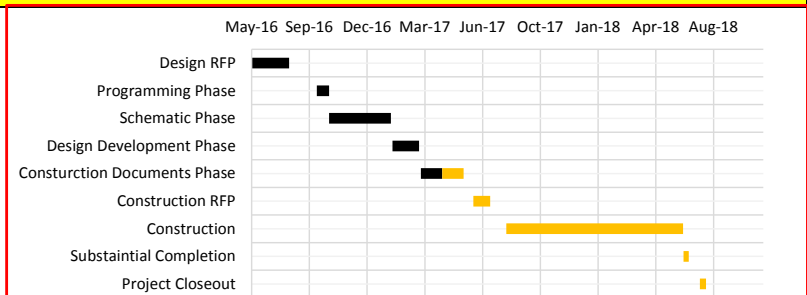 May-16 Sep-16 Dec-16 Mar-17 Jun-17 Oct-17 Jan-18 Apr-18 Aug-18
Design RFP
Programming Phase
Schematic Phase
Design Development Phase
Consturction Documents Phase
Construction RFP
Construction
Substaintial Completion
Project Closeout